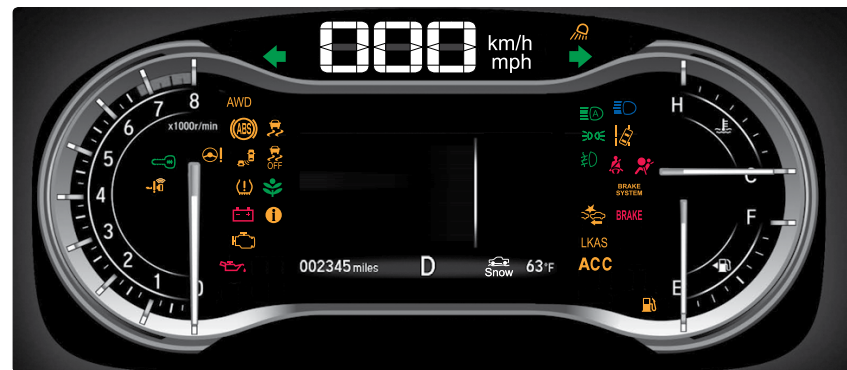 000
km/h
mph
8
7
6
5
4
3
2
1
0
x1000r/min
AWD
ABS
OFF
A
H
C
F
E
BRAKE
SYSTEM
BRAKE
LKAS
ACC
002345 miles
D
Snow
63°F